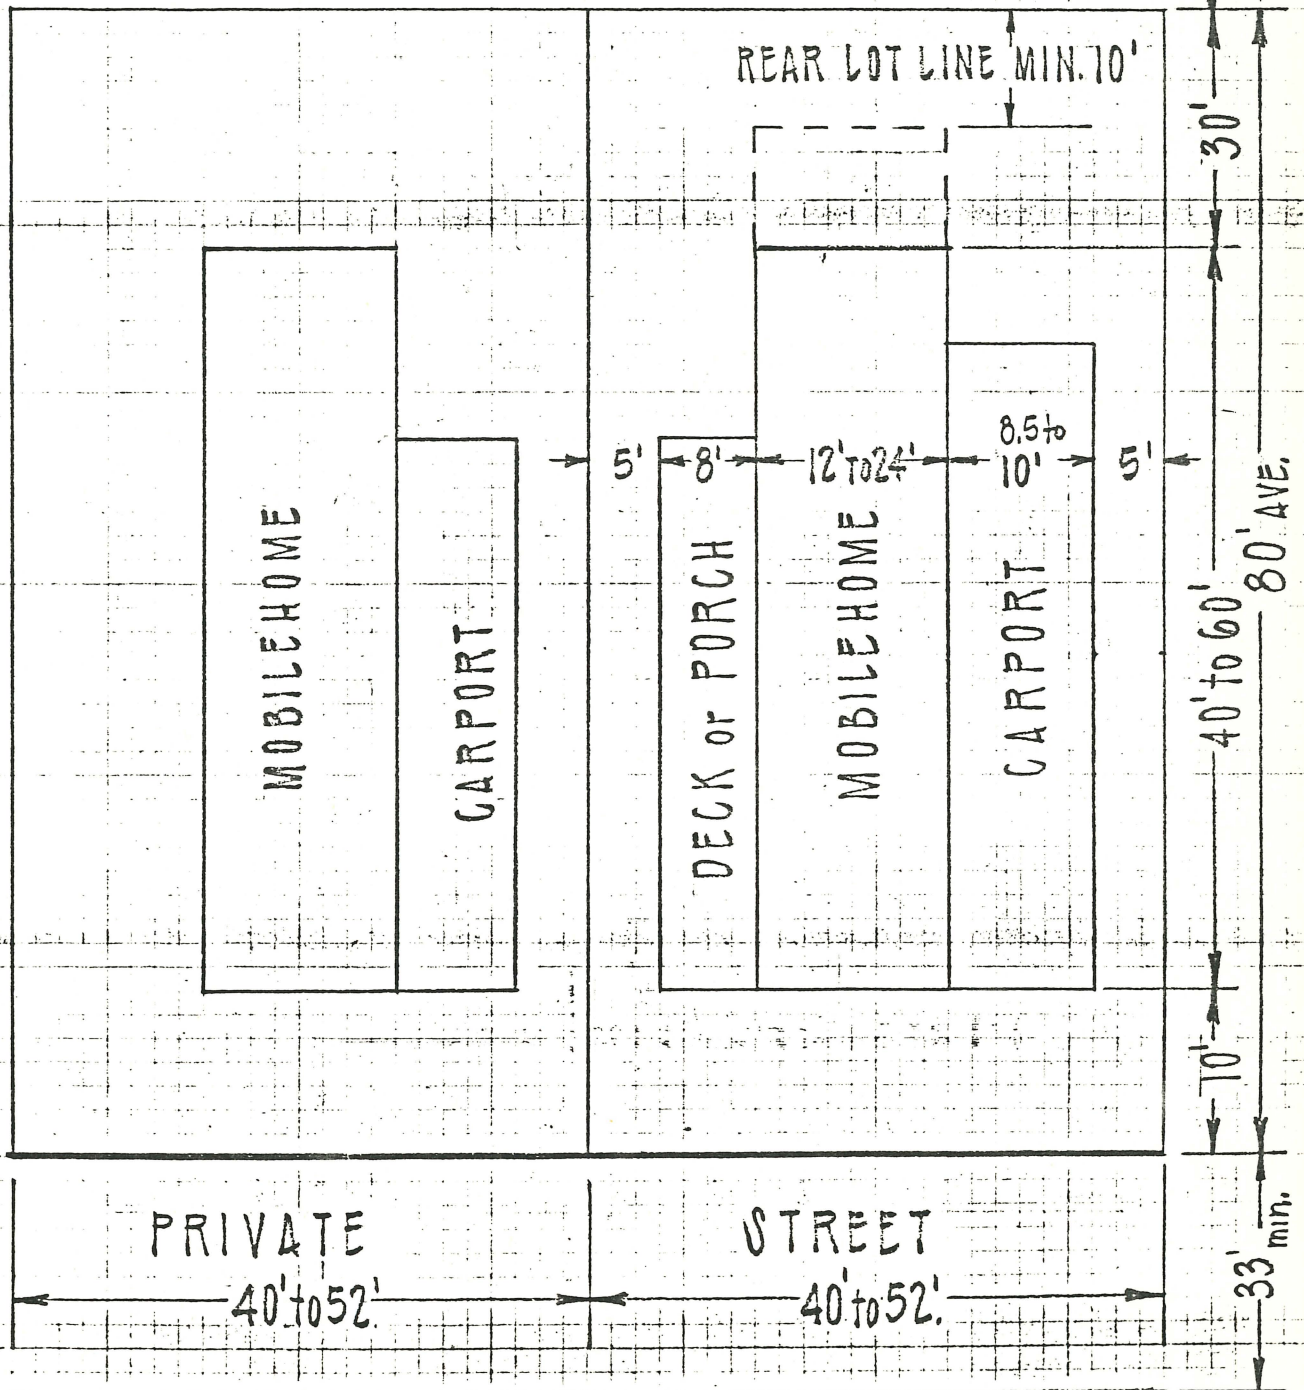 REAR LOT LINE MIN. 10'
30'
5'
8'
12' to 24'
8.5 to
10'
5'
MOBILEHOME
CARPORT
DECK or PORCH
MOBILEHOME
CARPORT
40' to 60'
80' AVE.
10'
PRIVATE STREET
40' to 52'
40' to 52'
33' min.